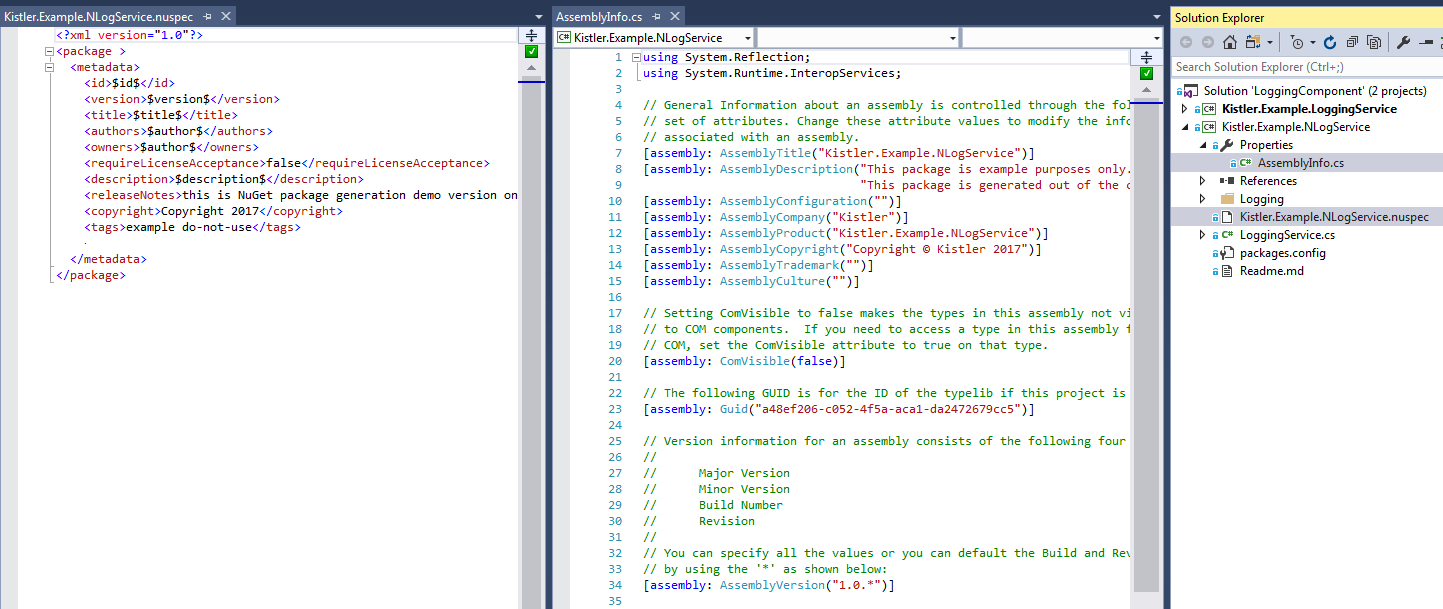 Kistler.Example.NLogService.nuspec
<?xml version="1.0"?>
<package >
<metadata>
<id>$id$</id>
<version>$version$</version>
<title>$title$</title>
<authors>$author$</authors>
<owners>$author$</owners>
<requireLicenseAcceptance>false</requireLicenseAcceptance>
<description>$description$</description>
<releaseNotes>this is NuGet package generation demo version on
<copyright>Copyright 2017</copyright>
<tags>example do-not-use</tags>
</metadata>
</package>
AssemblyInfo.cs
C# Kistler.Example.NLogService
1 using System.Reflection;
2 using System.Runtime.InteropServices;
3
4 // General Information about an assembly is controlled through the fol
5 // set of attributes. Change these attribute values to modify the info
6 // associated with an assembly.
7 [assembly: AssemblyTitle("Kistler.Example.NLogService")]
8 [assembly: AssemblyDescription("This package is example purposes only.
9 "This package is generated out of the
10 [assembly: AssemblyConfiguration("")]
11 [assembly: AssemblyCompany("Kistler")]
12 [assembly: AssemblyProduct("Kistler.Example.NLogService")]
13 [assembly: AssemblyCopyright("Copyright © Kistler 2017")]
14 [assembly: AssemblyTrademark("")]
15 [assembly: AssemblyCulture("")]
16
17 // Setting ComVisible to false makes the types in this assembly not vi
18 // to COM components.  If you need to access a type in this assembly
19 // COM, set the ComVisible attribute to true on that type.
20 [assembly: ComVisible(false)]
21
22 // The following GUID is for the ID of the typelib if this project is
23 [assembly: Guid("a48ef206-c052-4f5a-aca1-da2472679cc5")]
24
25 // Version information for an assembly consists of the following four
26 //
27 //      Major Version
28 //      Minor Version
29 //      Build Number
30 //      Revision
31 //
32 // You can specify all the values or you can default the Build and Rev
33 // by using the '*' as shown below:
34 [assembly: AssemblyVersion("1.0.*")]
35
Solution Explorer
Search Solution Explorer (Ctrl+;)
Solution 'LoggingComponent' (2 projects)
C# Kistler.Example.LoggingService
C# Kistler.Example.NLogService
Properties
C# AssemblyInfo.cs
References
Logging
Kistler.Example.NLogService.nuspec
C# LoggingService.cs
packages.config
Readme.md